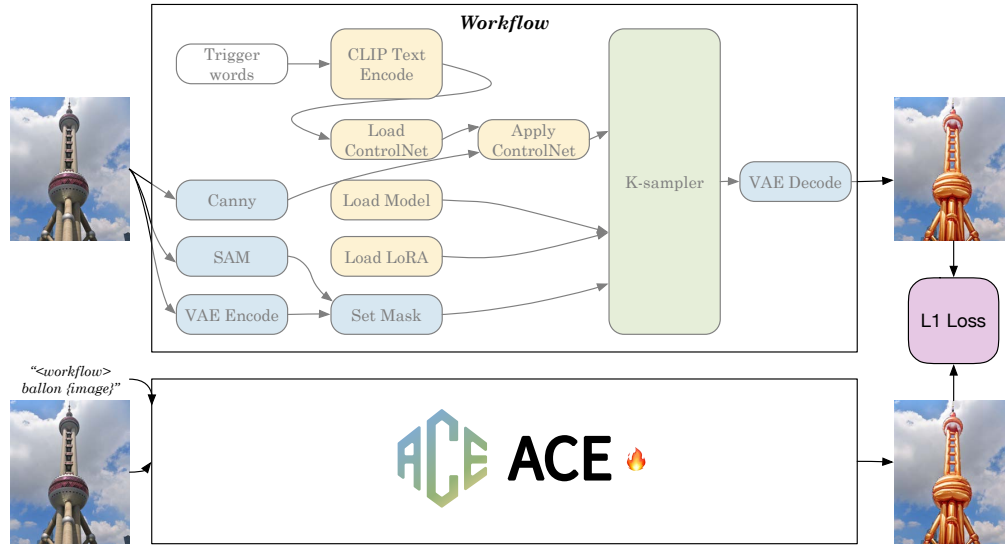 Workflow
Trigger
words
CLIP Text
Encode
Load
ControlNet
Apply
ControlNet
Canny
Load Model
K-sampler
VAE Decode
SAM
Load LoRA
VAE Encode
Set Mask
L1 Loss
“<workflow>
ballon {image}”
ACE
ACE